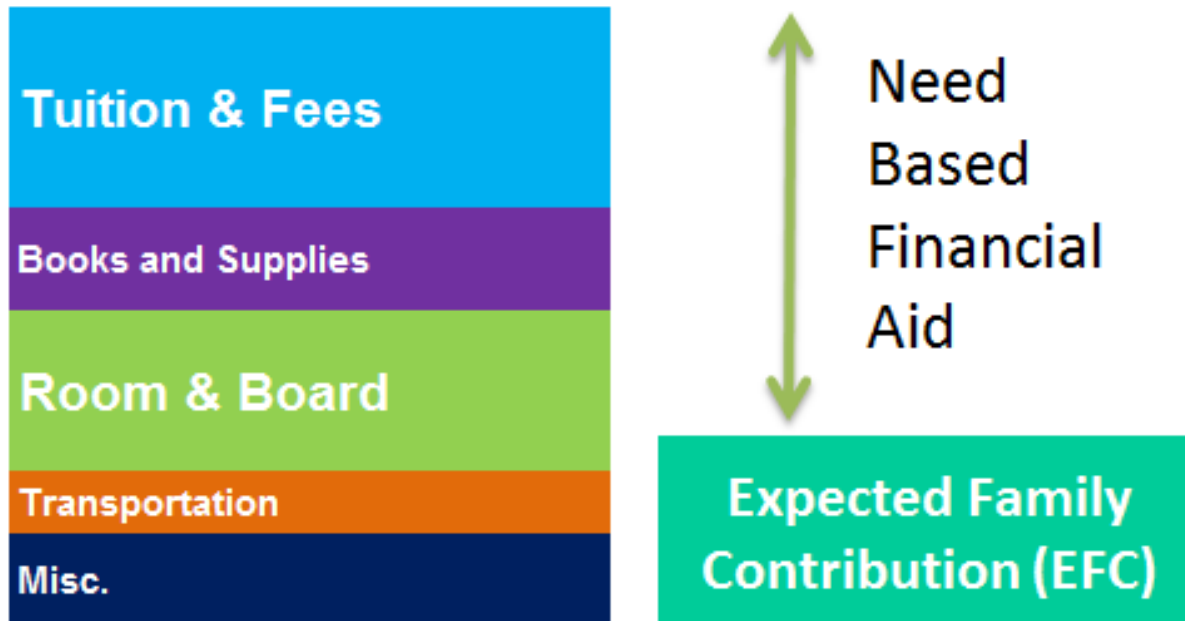 Tuition & Fees
Books and Supplies
Room & Board
Transportation
Misc.
Need
Based
Financial
Aid
Expected Family
Contribution (EFC)